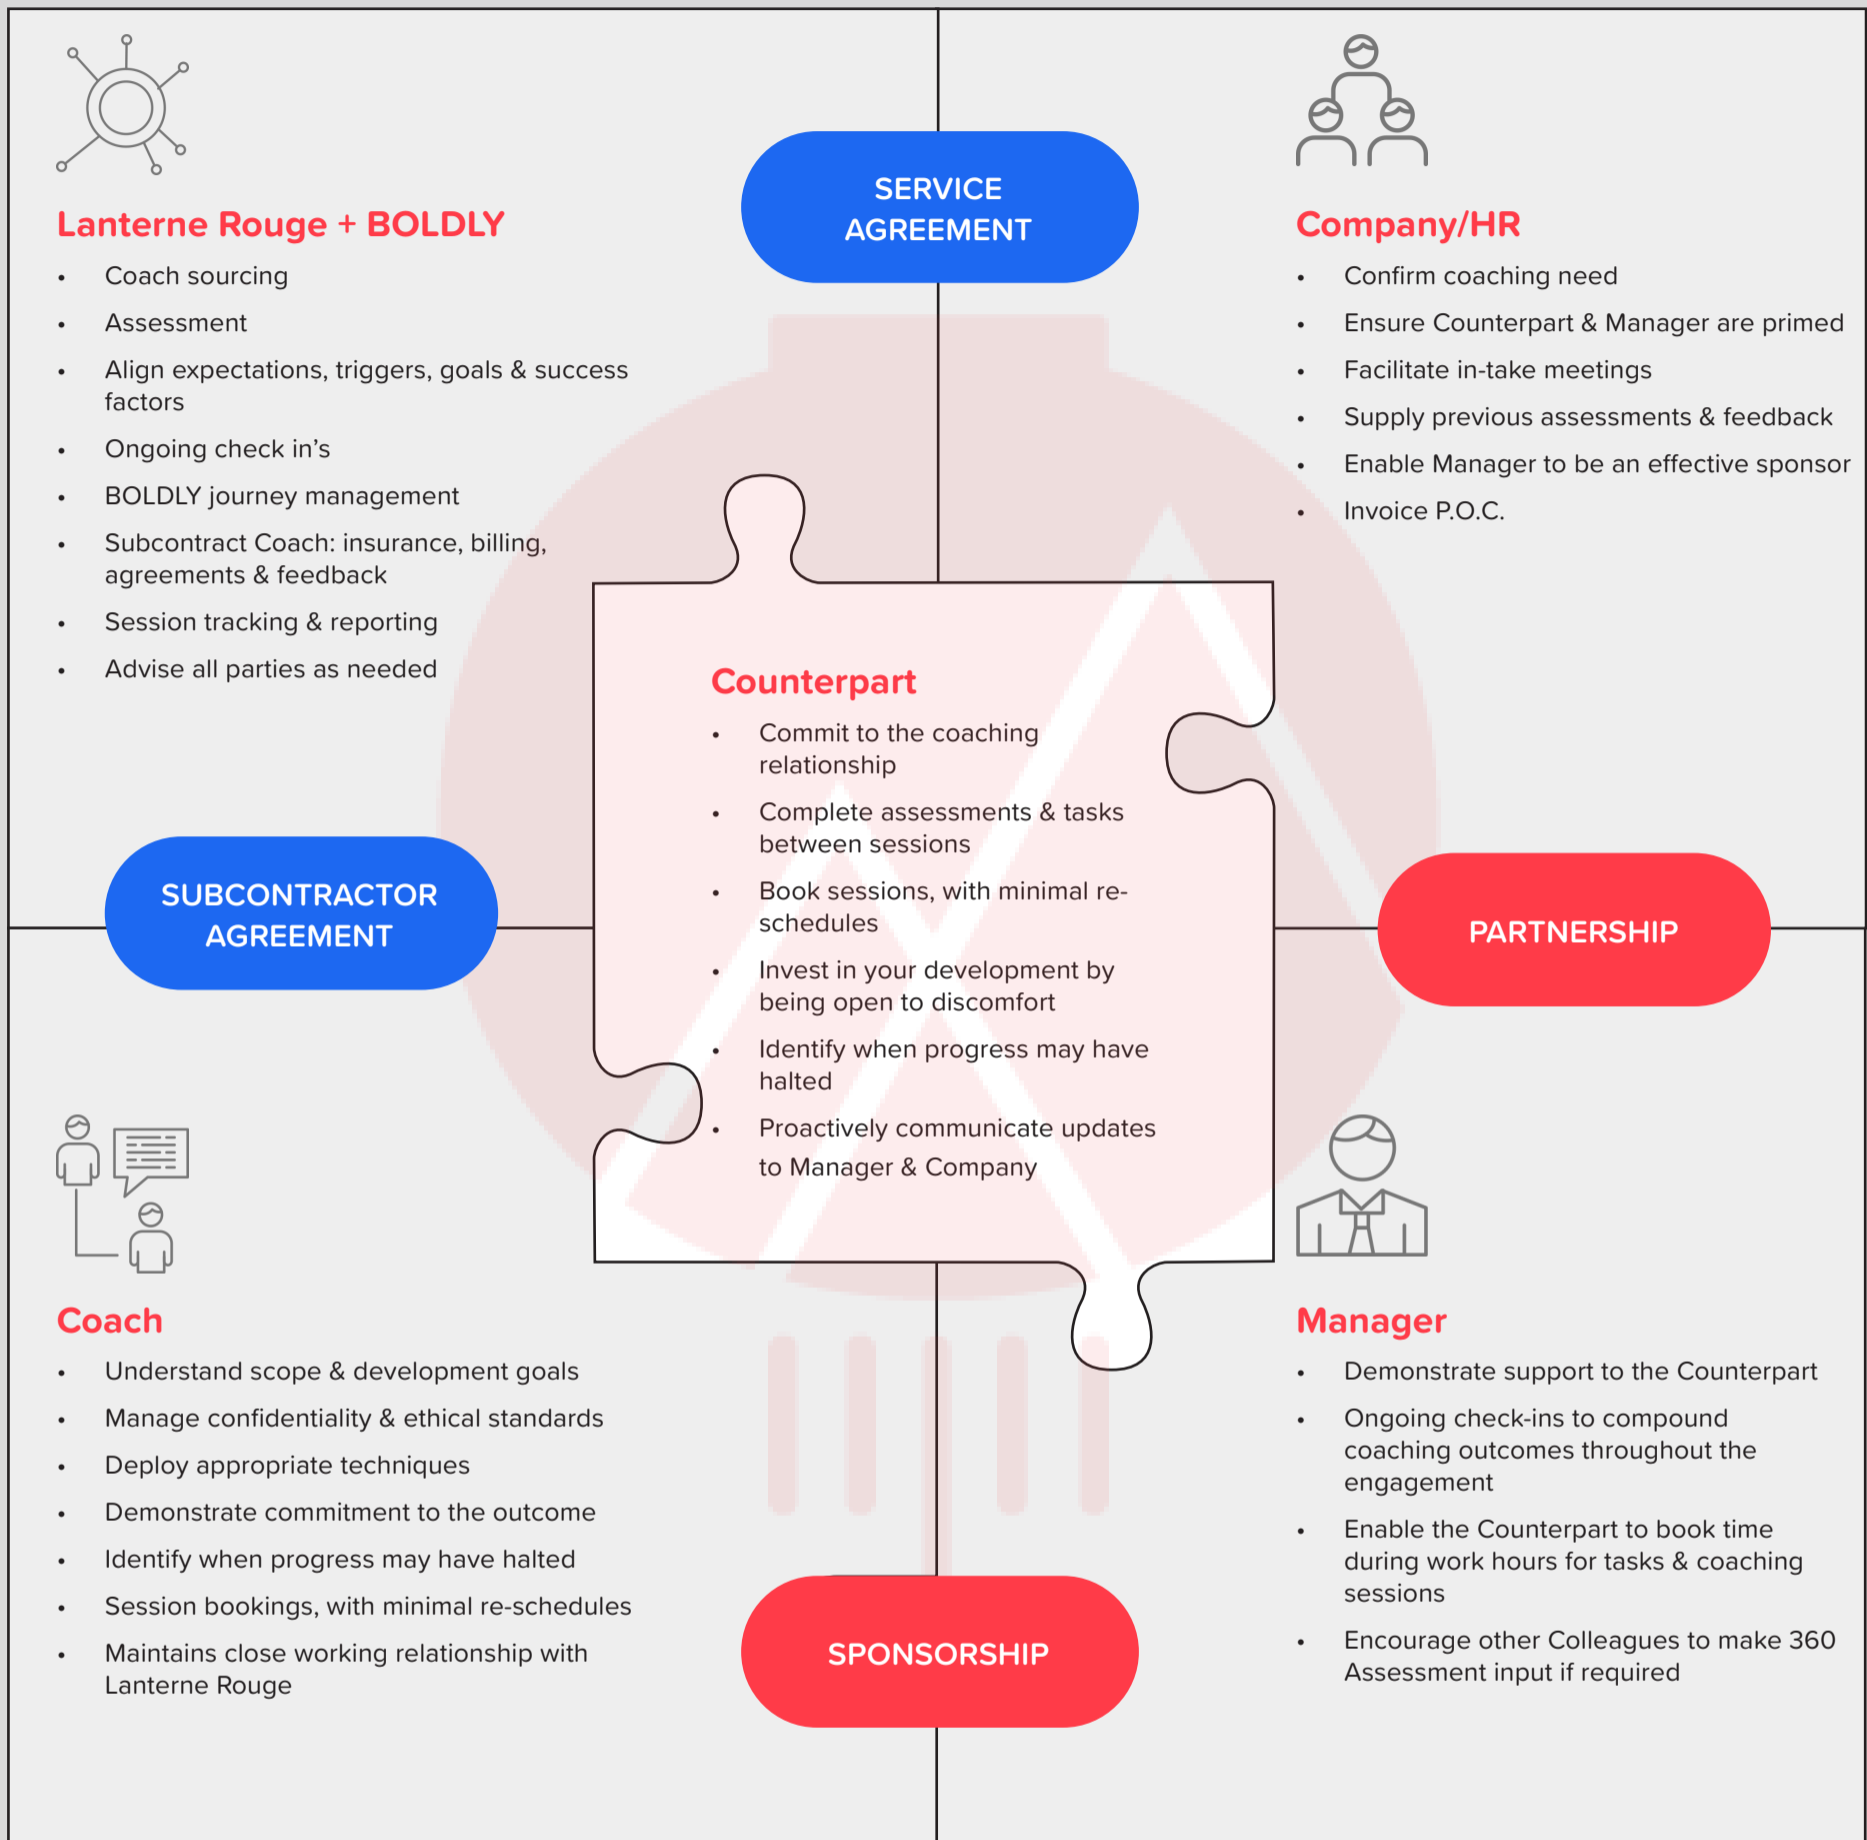 SERVICE
AGREEMENT
Lanterne Rouge + BOLDLY
• Coach sourcing
• Assessment
• Align expectations, triggers, goals & success
factors
• Ongoing check in’s
• BOLDLY journey management
• Subcontract Coach: insurance, billing,
agreements & feedback
• Session tracking & reporting
• Advise all parties as needed
Company/HR
• Confirm coaching need
• Ensure Counterpart & Manager are primed
• Facilitate in-take meetings
• Supply previous assessments & feedback
• Enable Manager to be an effective sponsor
• Invoice P.O.C.
Counterpart
• Commit to the coaching
relationship
• Complete assessments & tasks
between sessions
• Book sessions, with minimal re-
schedules
• Invest in your development by
being open to discomfort
• Identify when progress may have
halted
• Proactively communicate updates
to Manager & Company
SUBCONTRACTOR
AGREEMENT
PARTNERSHIP
Coach
• Understand scope & development goals
• Manage confidentiality & ethical standards
• Deploy appropriate techniques
• Demonstrate commitment to the outcome
• Identify when progress may have halted
• Session bookings, with minimal re-schedules
• Maintains close working relationship with
Lanterne Rouge
Manager
• Demonstrate support to the Counterpart
• Ongoing check-ins to compound
coaching outcomes throughout the
engagement
• Enable the Counterpart to book time
during work hours for tasks & coaching
sessions
• Encourage other Colleagues to make 360
Assessment input if required
SPONSORSHIP